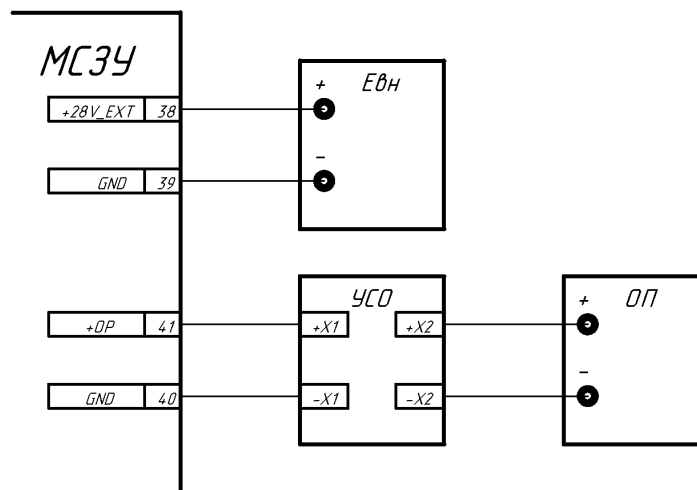 МСЗУ
+28V_EXT 38
GND 39
+OP 41
GND 40
+ Евн
-
УСО
+X1 +X2
-X1 -X2
+ ОП
-